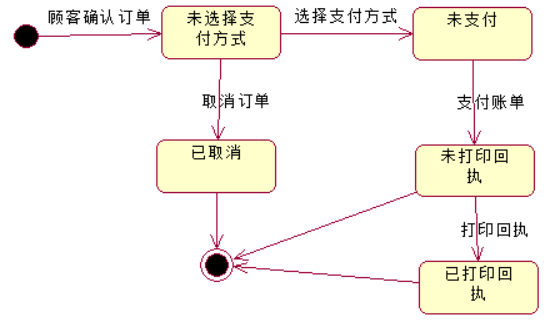 顾客确认订单
未选择支
付方式
选择支付方式
未支付
取消订单
支付账单
已取消
未打印回
执
打印回执
已打印回
执